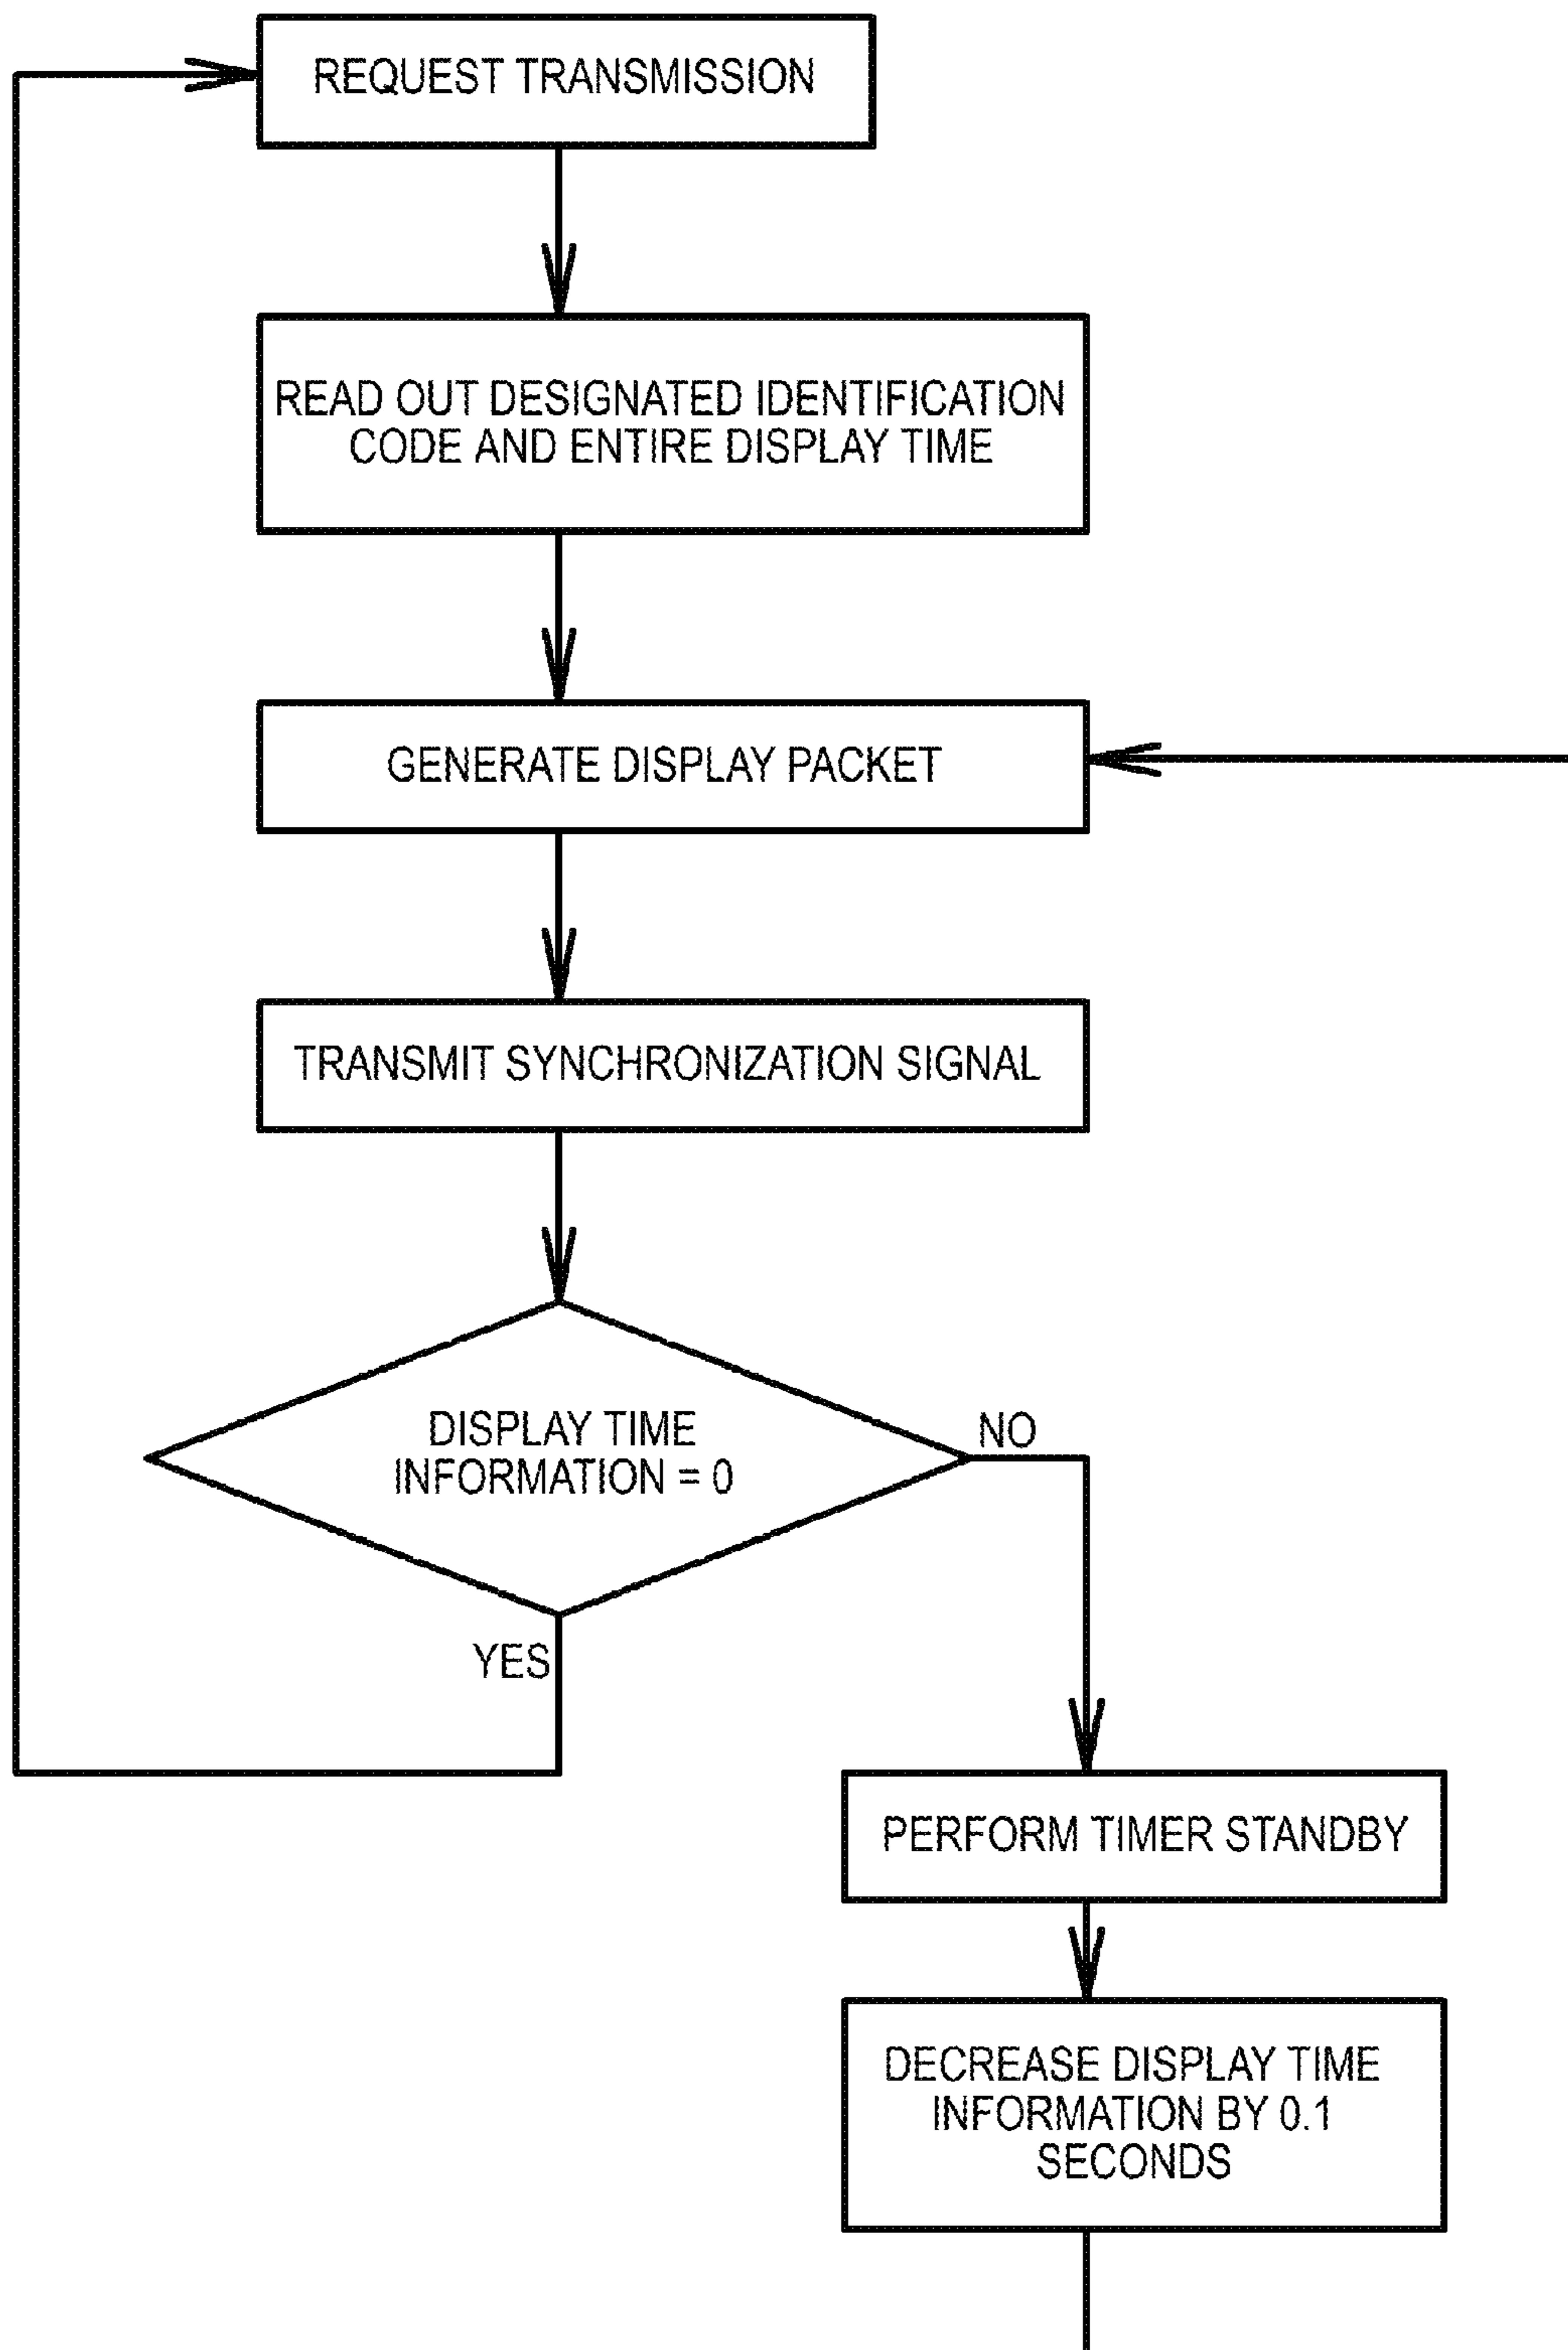 REQUEST TRANSMISSION
READ OUT DESIGNATED IDENTIFICATION
CODE AND ENTIRE DISPLAY TIME
GENERATE DISPLAY PACKET
TRANSMIT SYNCHRONIZATION SIGNAL
DISPLAY TIME
INFORMATION = 0
NO
YES
PERFORM TIMER STANDBY
DECREASE DISPLAY TIME
INFORMATION BY 0.1
SECONDS